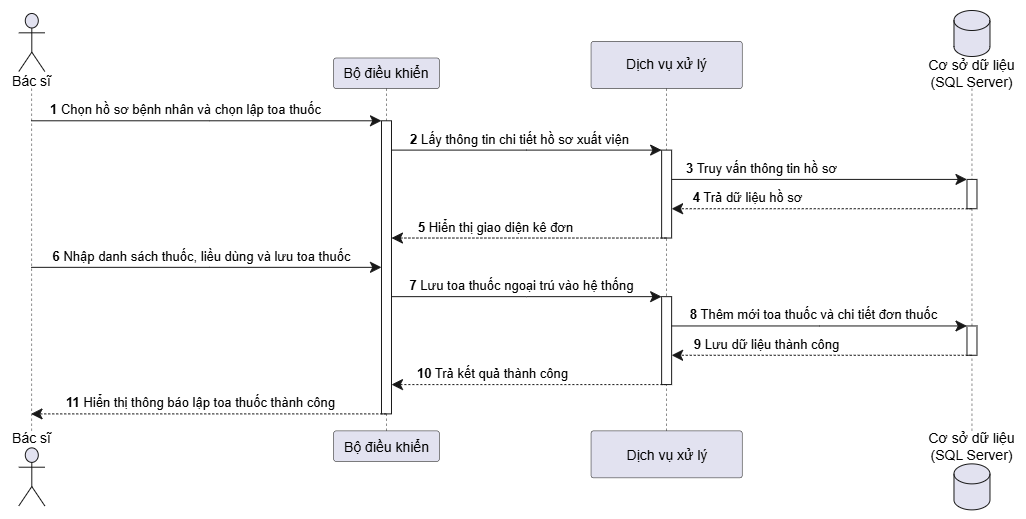 Bác sĩ
Bộ điều khiển
Dịch vụ xử lý
Cơ sở dữ liệu
(SQL Server)
1 Chọn hồ sơ bệnh nhân và chọn lập toa thuốc
2 Lấy thông tin chi tiết hồ sơ xuất viện
3 Truy vấn thông tin hồ sơ
4 Trả dữ liệu hồ sơ
5 Hiển thị giao diện kê đơn
6 Nhập danh sách thuốc, liều dùng và lưu toa thuốc
7 Lưu toa thuốc ngoại trú vào hệ thống
8 Thêm mới toa thuốc và chi tiết đơn thuốc
9 Lưu dữ liệu thành công
10 Trả kết quả thành công
11 Hiển thị thông báo lập toa thuốc thành công
Bác sĩ
Bộ điều khiển
Dịch vụ xử lý
Cơ sở dữ liệu
(SQL Server)